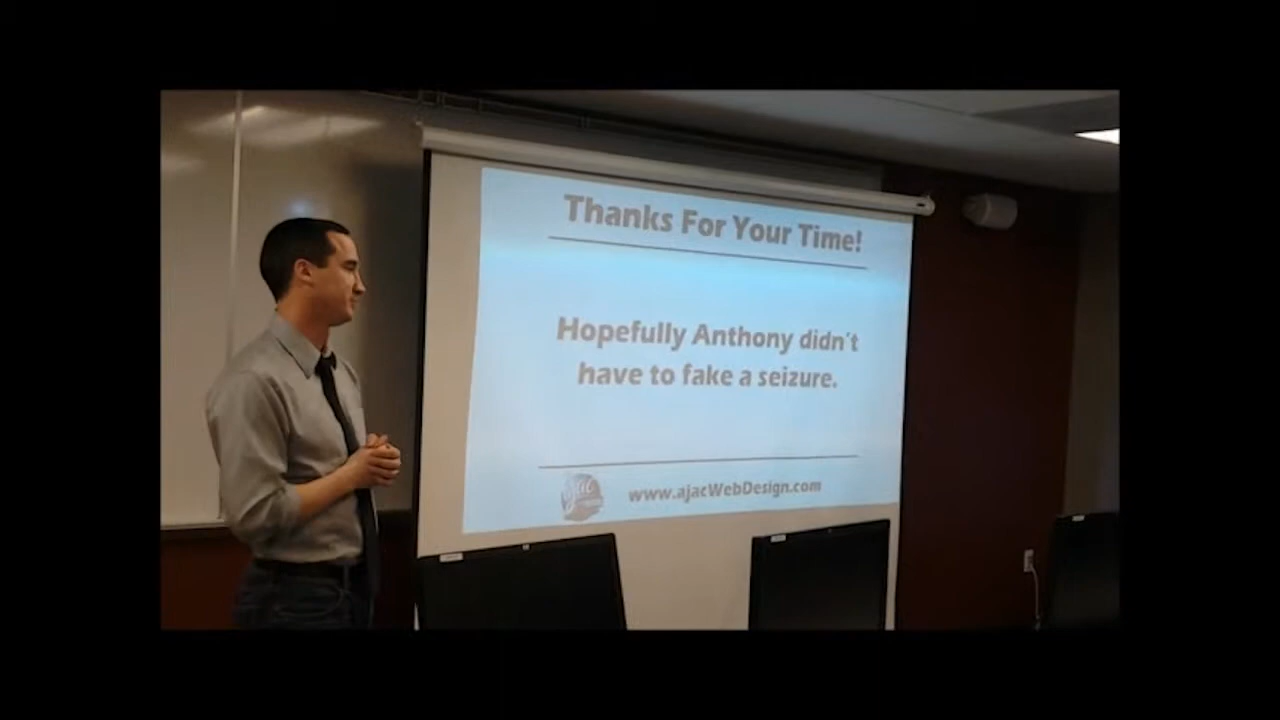 Thanks For Your Time!
Hopefully Anthony didn't
have to fake a seizure.
www.ajacWebDesign.com